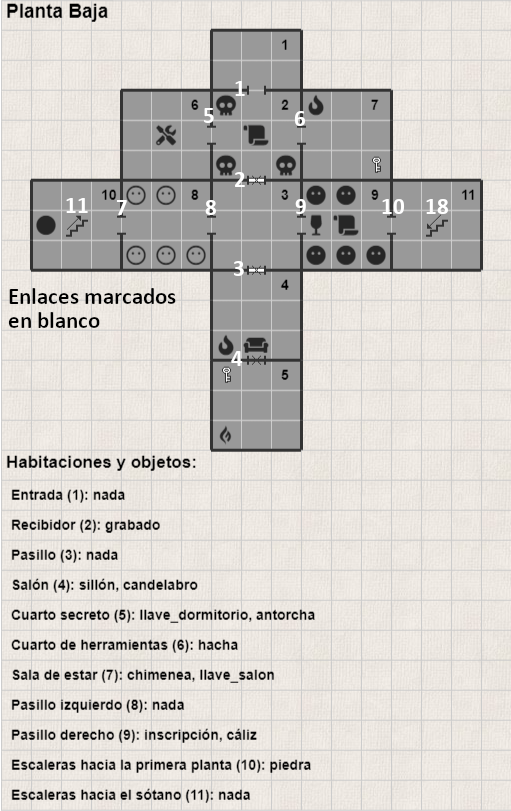 Planta Baja
1
1
6
5
2
6
7
2
11
10
7
8
8
3
9
9
10
18
11
3
4
Enlaces marcados
en blanco
4
5
Habitaciones y objetos:
Entrada (1): nada
Recibidor (2): grabado
Pasillo (3): nada
Salón (4): sillón, candelabro
Cuarto secreto (5): llave_dormitorio, antorcha
Cuarto de herramientas (6): hacha
Sala de estar (7): chimenea, llave_salon
Pasillo izquierdo (8): nada
Pasillo derecho (9): inscripción, cáliz
Escaleras hacia la primera planta (10): piedra
Escaleras hacia el sótano (11): nada